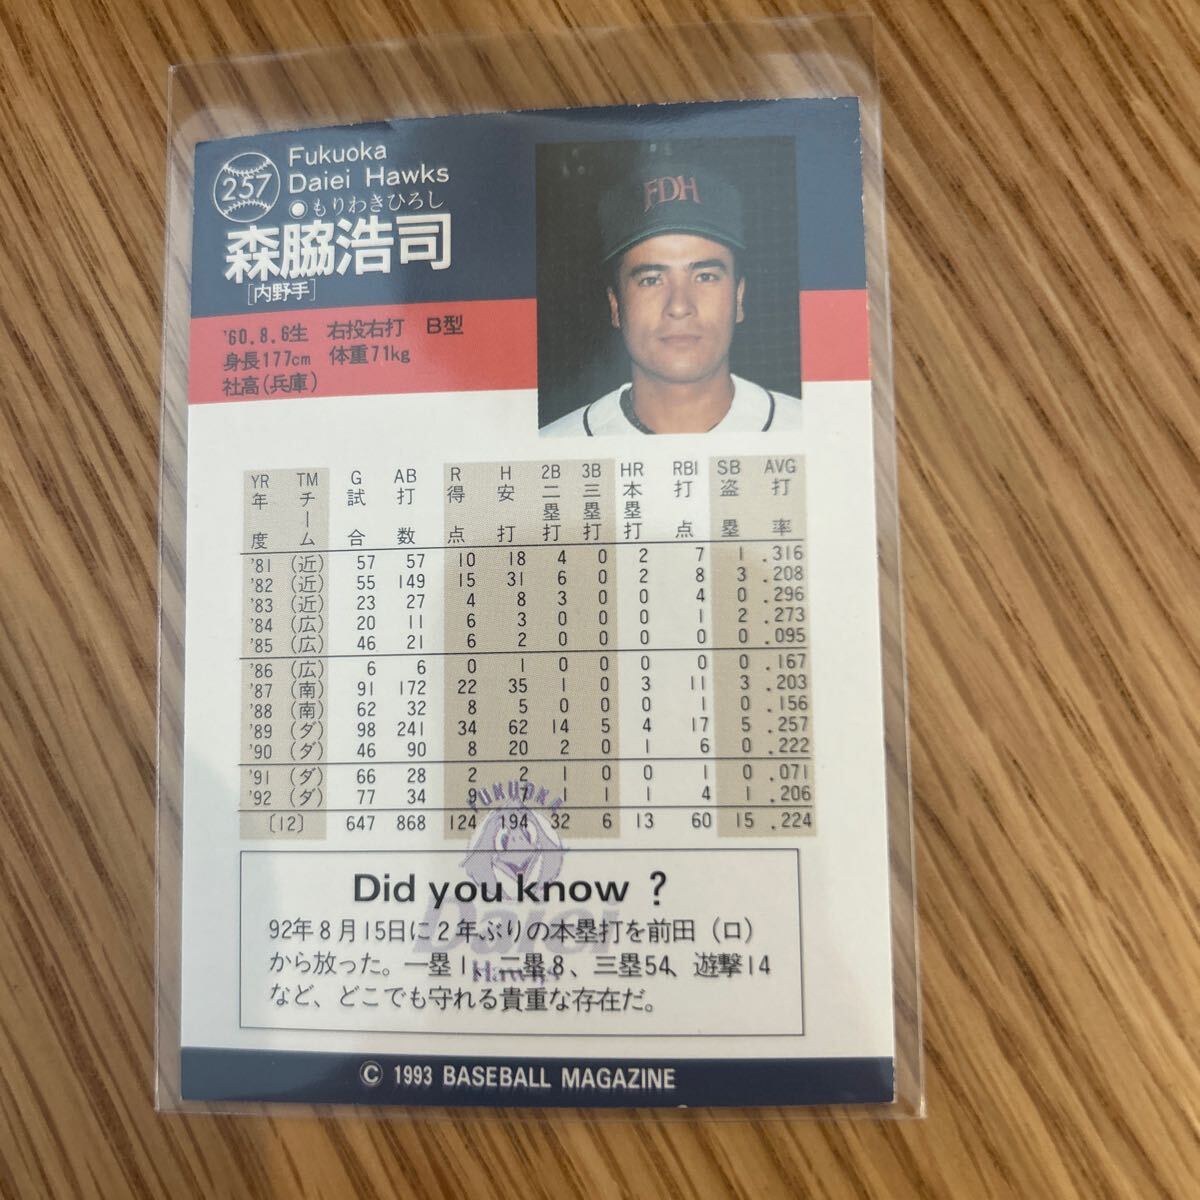 257
Fukuoka
Daiei Hawks
●もりわきひろし
森脇浩司
[内野手]
FDH
'60.8.6生 右投右打 B型
身長177cm 体重71kg
社高(兵庫)
YR TM G AB R H 2B 3B HR RBI SB AVG
年度 チーム 試合 打数 得点 安打 二塁打 三塁打 本塁打 打点 盗塁 打率
'81 (近) 57 57 10 18 4 0 2 7 1 .316
'82 (近) 55 149 15 31 6 0 2 8 3 .208
'83 (近) 23 27 4 8 3 0 0 4 0 .296
'84 (広) 20 11 6 3 0 0 0 1 2 .273
'85 (広) 46 21 6 2 0 0 0 0 0 .095
'86 (広) 6 6 0 1 0 0 0 0 0 .167
'87 (南) 91 172 22 35 1 0 3 11 3 .203
'88 (南) 62 32 8 5 0 0 0 1 0 .156
'89 (ダ) 98 241 34 62 14 5 4 17 5 .257
'90 (ダ) 46 90 8 20 2 0 1 6 0 .222
'91 (ダ) 66 28 2 2 1 0 0 1 0 .071
'92 (ダ) 77 34 9 7 1 1 1 4 1 .206
〔12〕 647 868 124 194 32 6 13 60 15 .224
FUKUOKA
Daiei
Hawks
Did you know ?
92年8月15日に2年ぶりの本塁打を前田（ロ）
から放った。一塁1、二塁8、三塁54、遊撃14
など、どこでも守れる貴重な存在だ。
© 1993 BASEBALL MAGAZINE